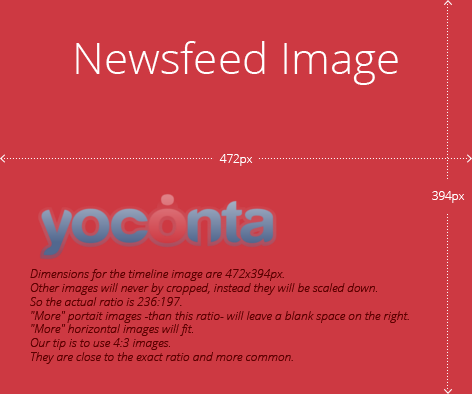 Newsfeed Image
472px
394px
yoconta
Dimensions for the timeline image are 472x394px.
Other images will never by cropped, instead they will be scaled down.
So the actual ratio is 236:197.
"More" portait images -than this ratio- will leave a blank space on the right.
"More" horizontal images will fit.
Our tip is to use 4:3 images.
They are close to the exact ratio and more common.